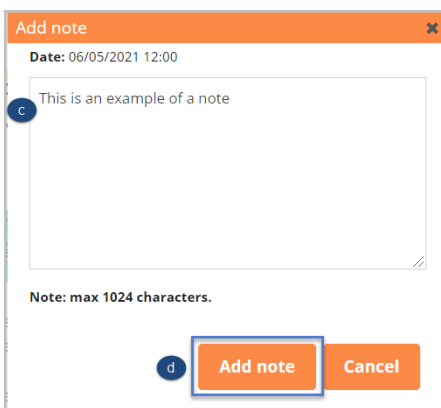 Add note
Date: 06/05/2021 12:00
This is an example of a note
c
Note: max 1024 characters.
d
Add note
Cancel